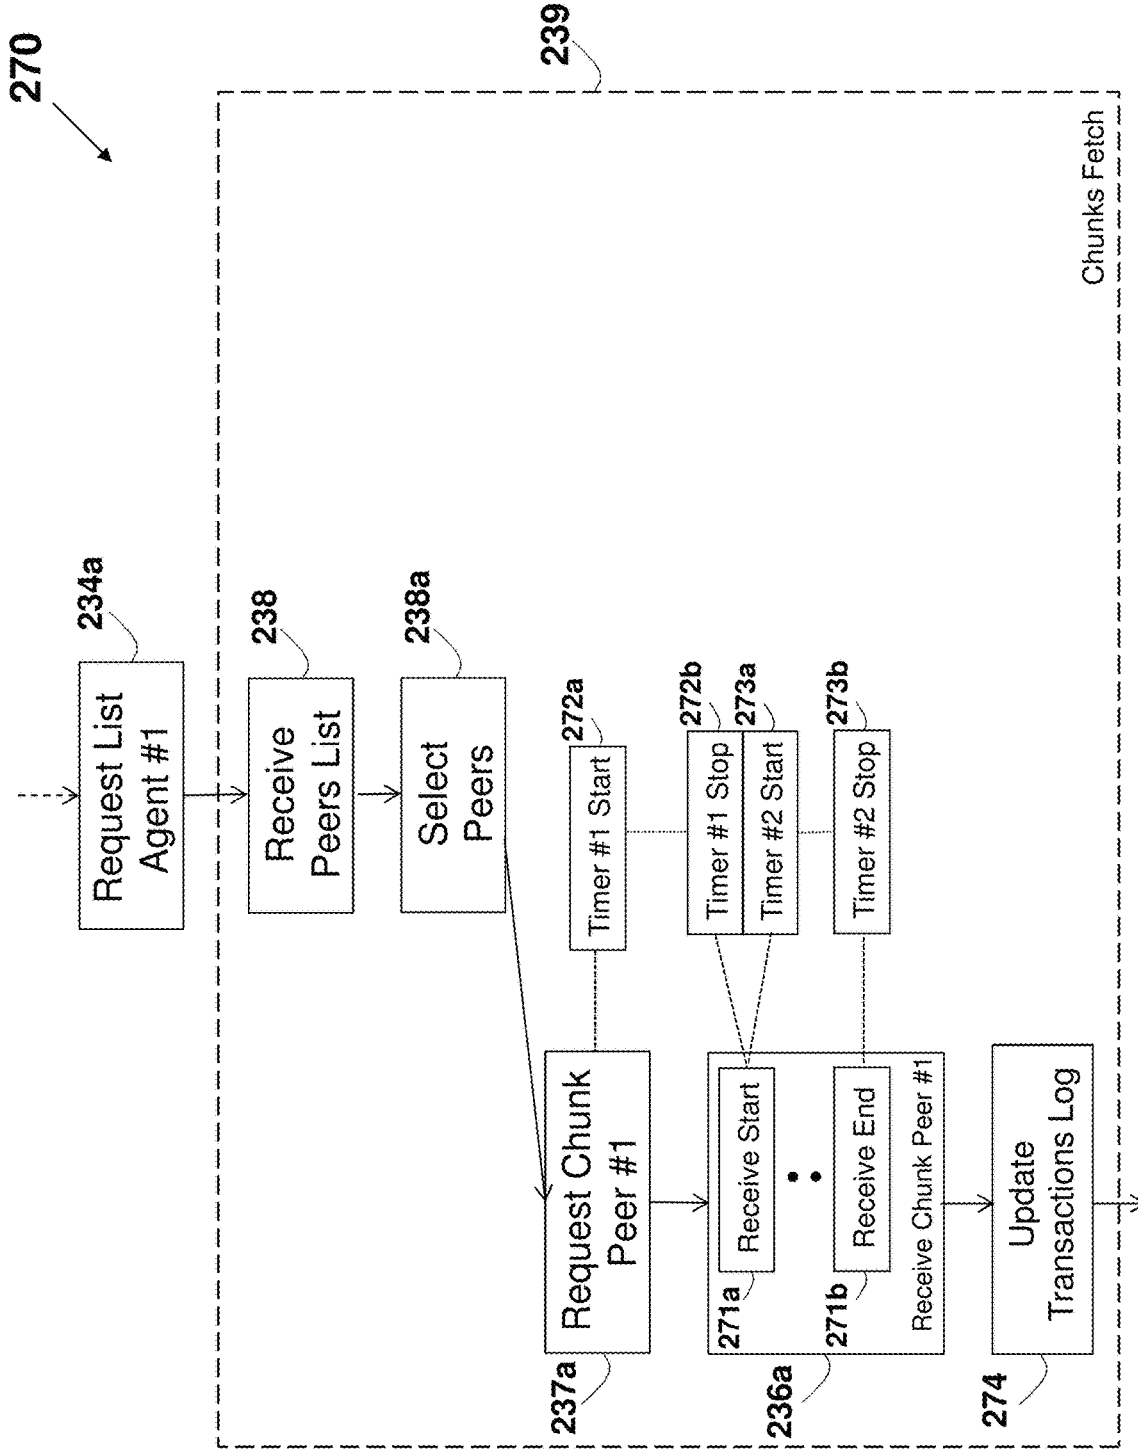 270
239
234a
Request List
Agent #1
238
Receive
Peers List
238a
Select
Peers
272a
Timer #1 Start
237a
Request Chunk
Peer #1
272b
Timer #1 Stop
273a
Timer #2 Start
273b
Timer #2 Stop
271a
Receive Start
271b
Receive End
Receive Chunk Peer #1
236a
274
Update
Transactions Log
Chunks Fetch